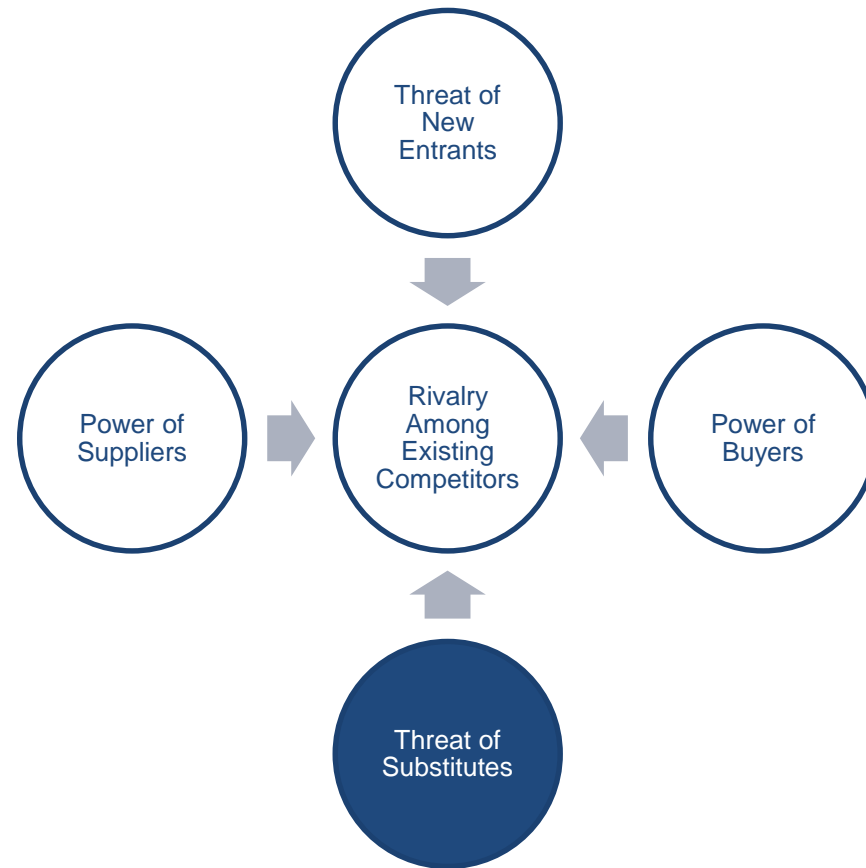 Threat of
New
Entrants
Power of
Suppliers
Rivalry
Among
Existing
Competitors
Power of
Buyers
Threat of
Substitutes